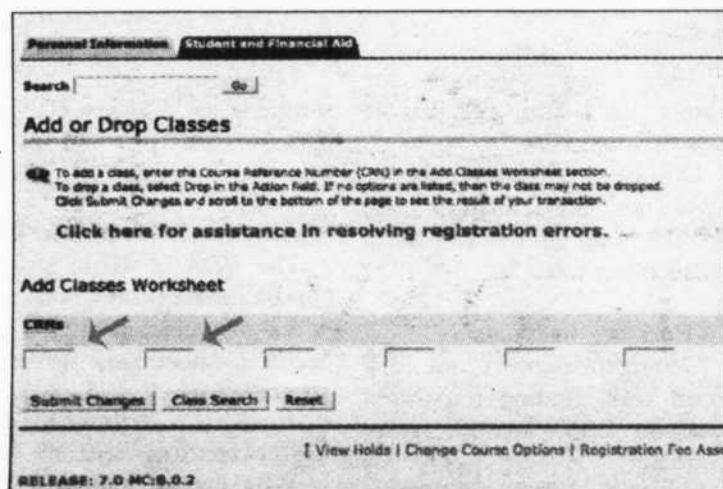 Personal Information Student and Financial Aid
Search Go
Add or Drop Classes
To add a class, enter the Course Reference Number (CRN) in the Add Classes Worksheet section.
To drop a class, select Drop in the Action field. If no options are listed, then the class may not be dropped.
Click Submit Changes and scroll to the bottom of the page to see the result of your transaction.
Click here for assistance in resolving registration errors.
Add Classes Worksheet
CRNs
Submit Changes Class Search Reset
[ View Holds | Change Course Options | Registration Fee Asse
RELEASE: 7.0 MC:8.0.2